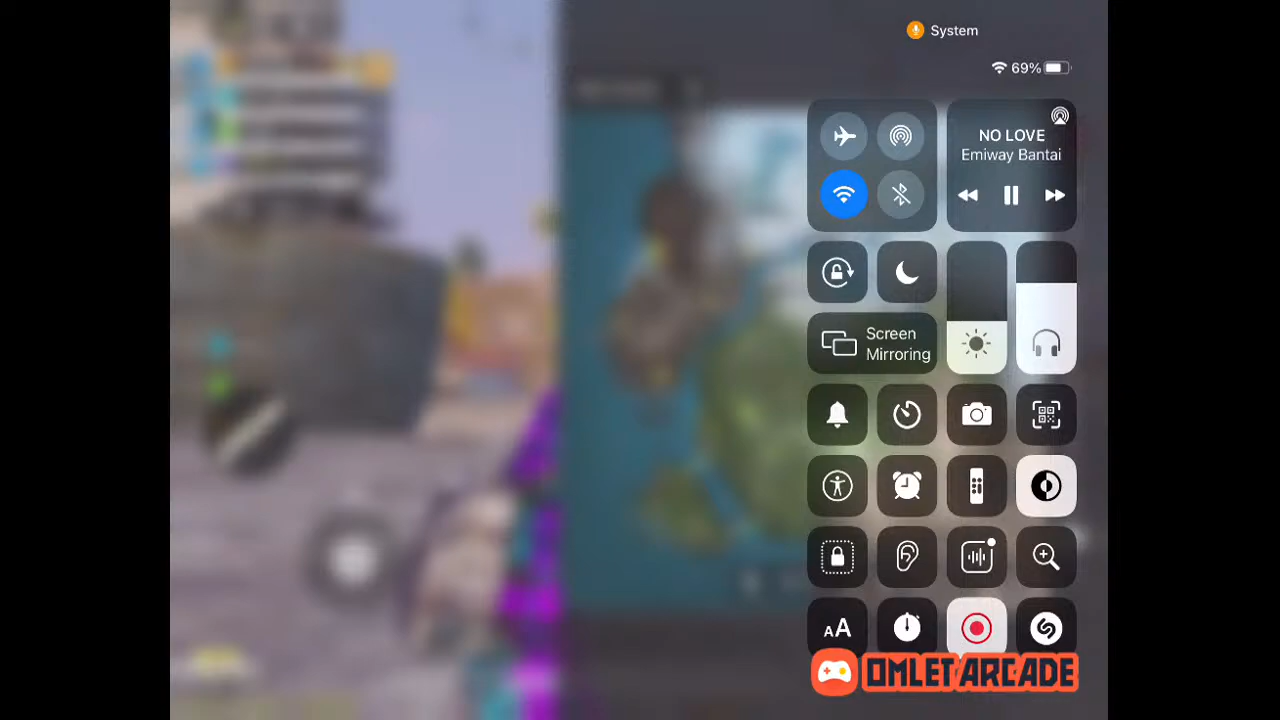 System
69%
NO LOVE
Emiway Bantai
Screen
Mirroring
AA
OMLET ARCADE